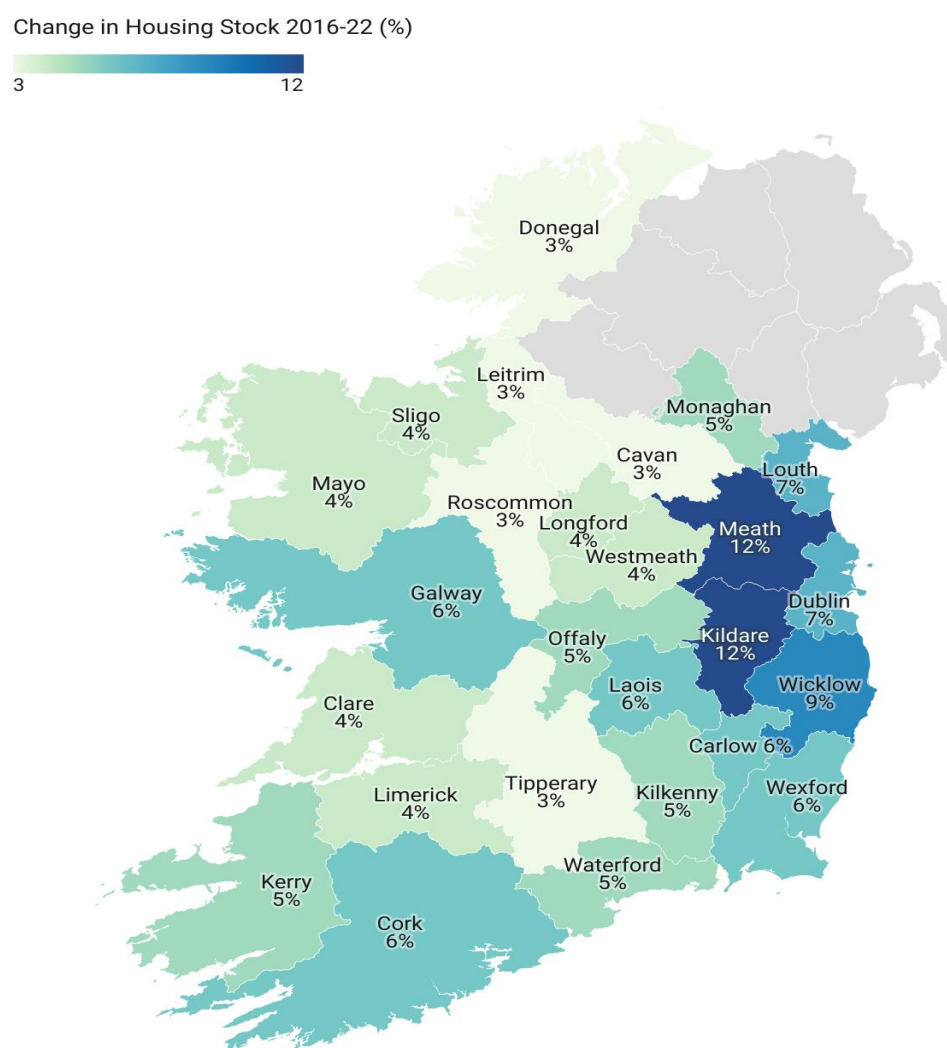 Change in Housing Stock 2016-22 (%)
3 12
Donegal
3%
Leitrim
3%
Monaghan
5%
Sligo
4%
Cavan
3%
Louth
7%
Mayo
4%
Roscommon
3%
Longford
4%
Meath
12%
Westmeath
4%
Galway
6%
Dublin
7%
Offaly
5%
Kildare
12%
Laois
6%
Wicklow
9%
Clare
4%
Carlow 6%
Tipperary
3%
Limerick
4%
Kilkenny
5%
Wexford
6%
Waterford
5%
Kerry
5%
Cork
6%